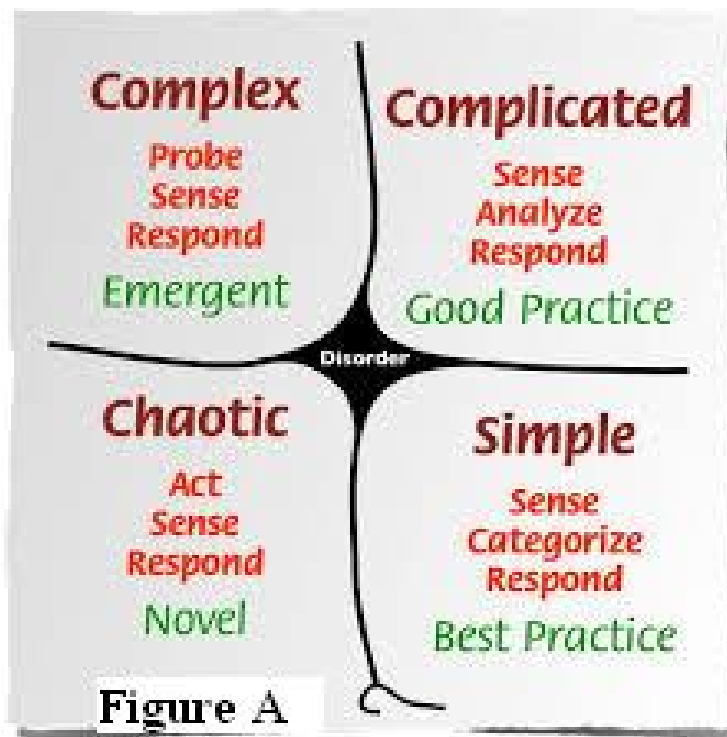 Complex
Probe
Sense
Respond
Emergent
Complicated
Sense
Analyze
Respond
Good Practice
Disorder
Chaotic
Act
Sense
Respond
Novel
Simple
Sense
Categorize
Respond
Best Practice
Figure A